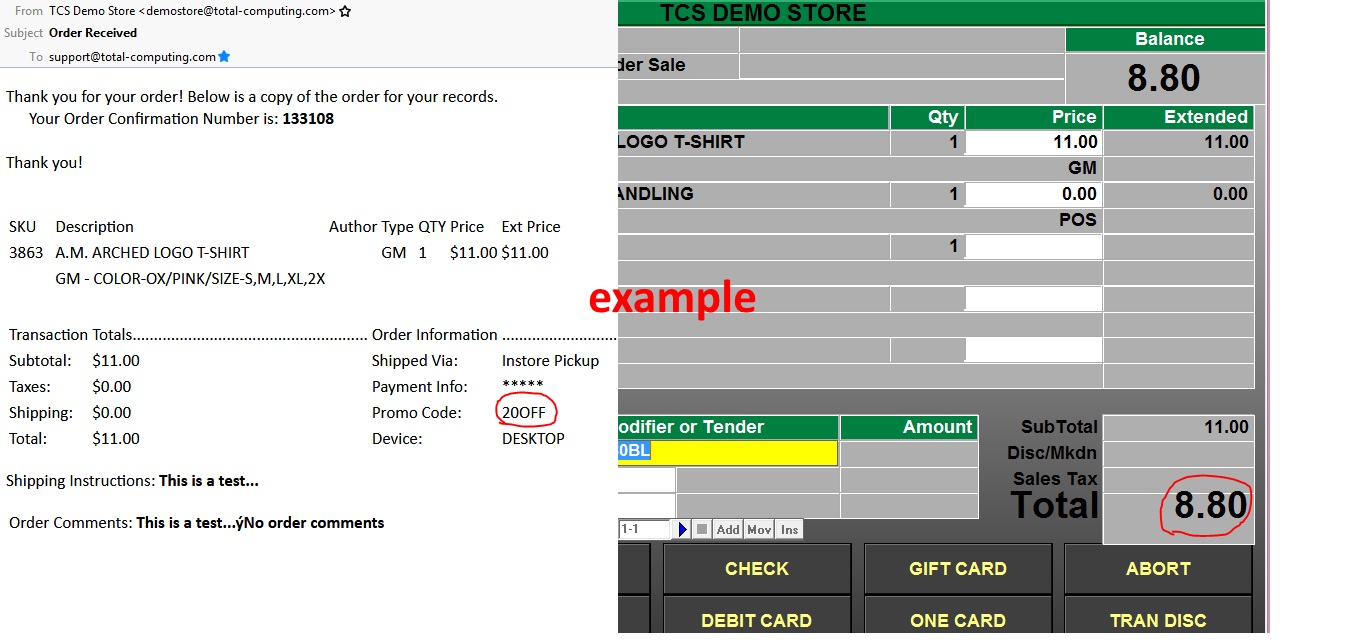 From TCS Demo Store <demostore@total-computing.com>
Subject Order Received
To support@total-computing.com
Thank you for your order! Below is a copy of the order for your records.
Your Order Confirmation Number is: 133108
Thank you!
SKU Description Author Type QTY Price Ext Price
3863 A.M. ARCHED LOGO T-SHIRT GM 1 $11.00 $11.00
GM - COLOR-OX/PINK/SIZE-S,M,L,XL,2X
Transaction Totals.................................................... Order Information ..........................
Subtotal: $11.00 Shipped Via: Instore Pickup
Taxes: $0.00 Payment Info: *****
Shipping: $0.00 Promo Code: 20OFF
Total: $11.00 Device: DESKTOP
Shipping Instructions: This is a test...
Order Comments: This is a test...ýNo order comments
example
TCS DEMO STORE
Balance
der Sale
8.80
Qty Price Extended
LOGO T-SHIRT 1 11.00 11.00
GM
ANDLING 1 0.00 0.00
POS
1
odifier or Tender Amount
0BL
SubTotal 11.00
Disc/Mkdn
Sales Tax
Total 8.80
1-1 Add Mov Ins
CHECK GIFT CARD ABORT
DEBIT CARD ONE CARD TRAN DISC